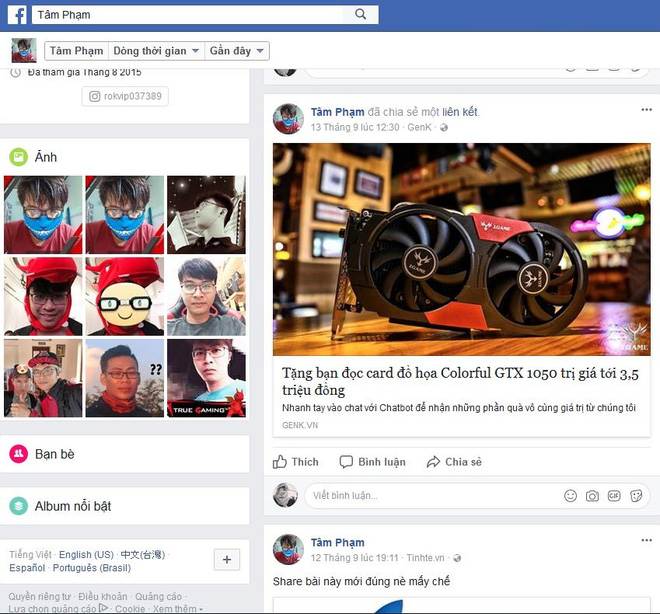 Tâm Phạm
Tâm Phạm Dòng thời gian Gần đây
Đã tham gia Tháng 8 2015
rokvip037389
Ảnh
??
TRUE GAMING
Bạn bè
Album nổi bật
Tiếng Việt · English (US) · 中文(台灣) ·
Español · Português (Brasil)
+
Quyền riêng tư · Điều khoản · Quảng cáo ·
Lựa chọn quảng cáo · Cookie · Xem thêm
Tâm Phạm đã chia sẻ một liên kết.
13 Tháng 9 lúc 12:30 · GenK ·
iGAME
iGAME
Tặng bạn đọc card đồ họa Colorful GTX 1050 trị giá tới 3,5
triệu đồng
Nhanh tay vào chat với Chatbot để nhận những phần quà vô cùng giá trị từ chúng tôi
GENK.VN
Thích Bình luận Chia sẻ
Viết bình luận...
GIF
Tâm Phạm
12 Tháng 9 lúc 19:11 · Tinhte.vn ·
Share bài này mới đúng nè mấy chế